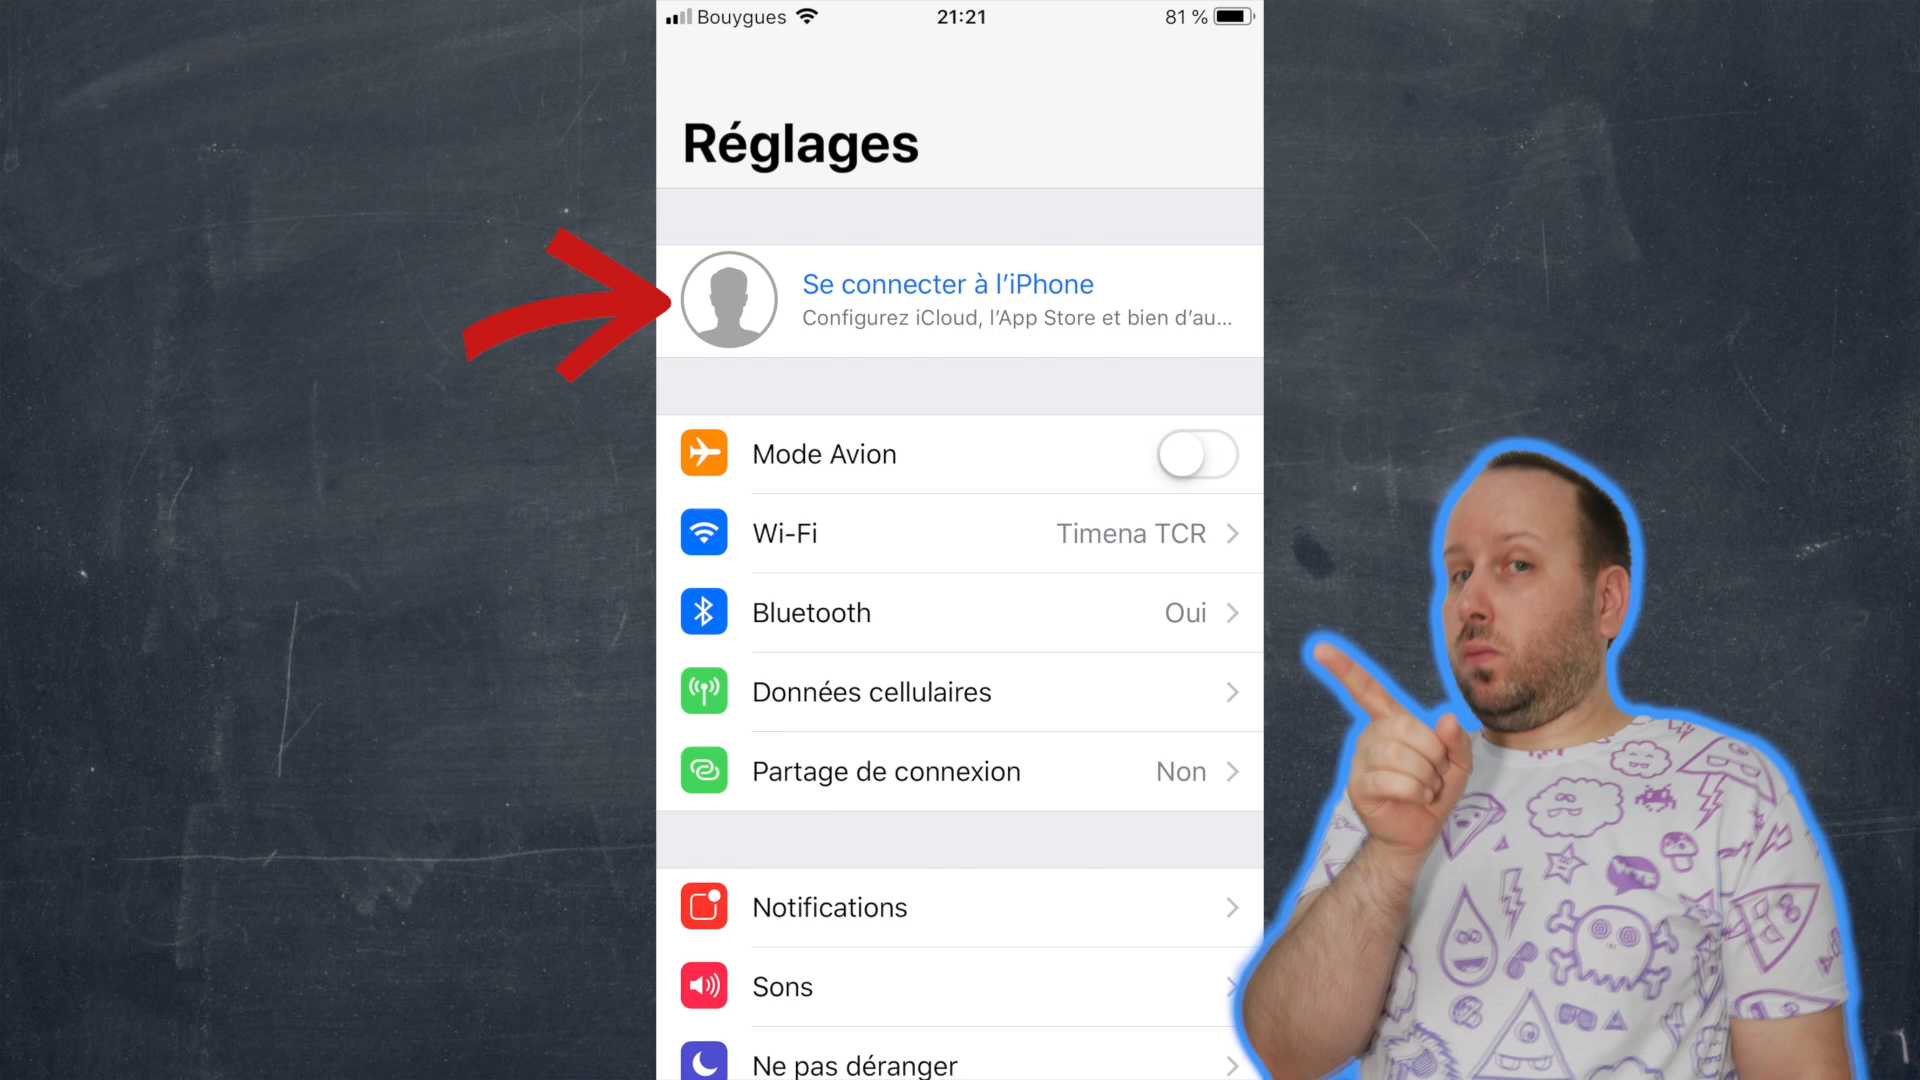 Bouygues 21:21 81 %
Réglages
Se connecter à l’iPhone
Configurez iCloud, l’App Store et bien d’au...
Mode Avion
Wi-Fi Timena TCR
Bluetooth Oui
Données cellulaires
Partage de connexion Non
Notifications
Sons
Ne pas déranger